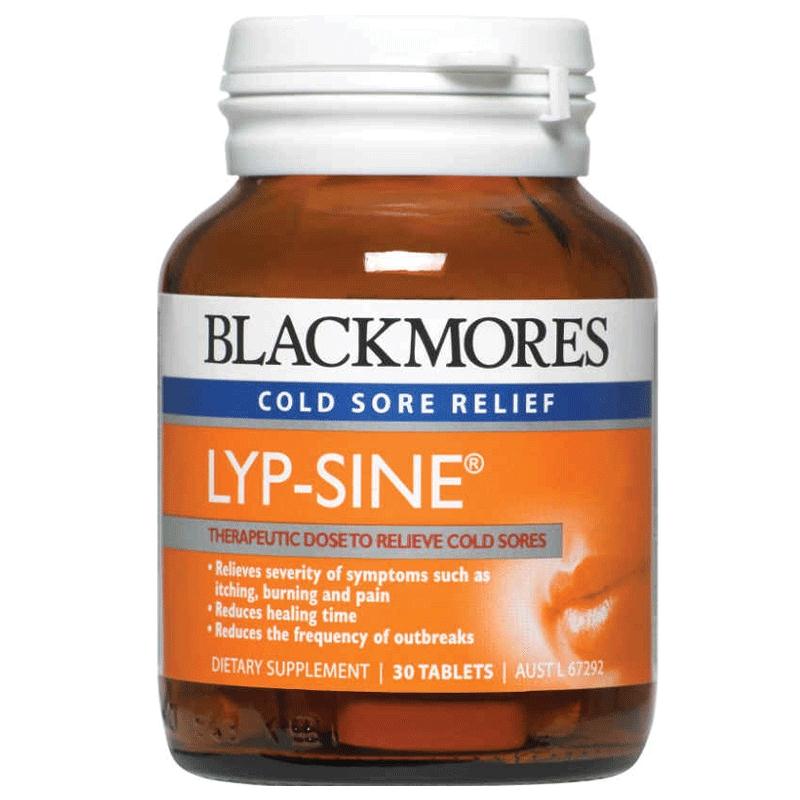 BLACKMORES
COLD SORE RELIEF
LYP-SINE®
THERAPEUTIC DOSE TO RELIEVE COLD SORES
• Relieves severity of symptoms such as
itching, burning and pain
• Reduces healing time
• Reduces the frequency of outbreaks
DIETARY SUPPLEMENT | 30 TABLETS | AUST L 67292